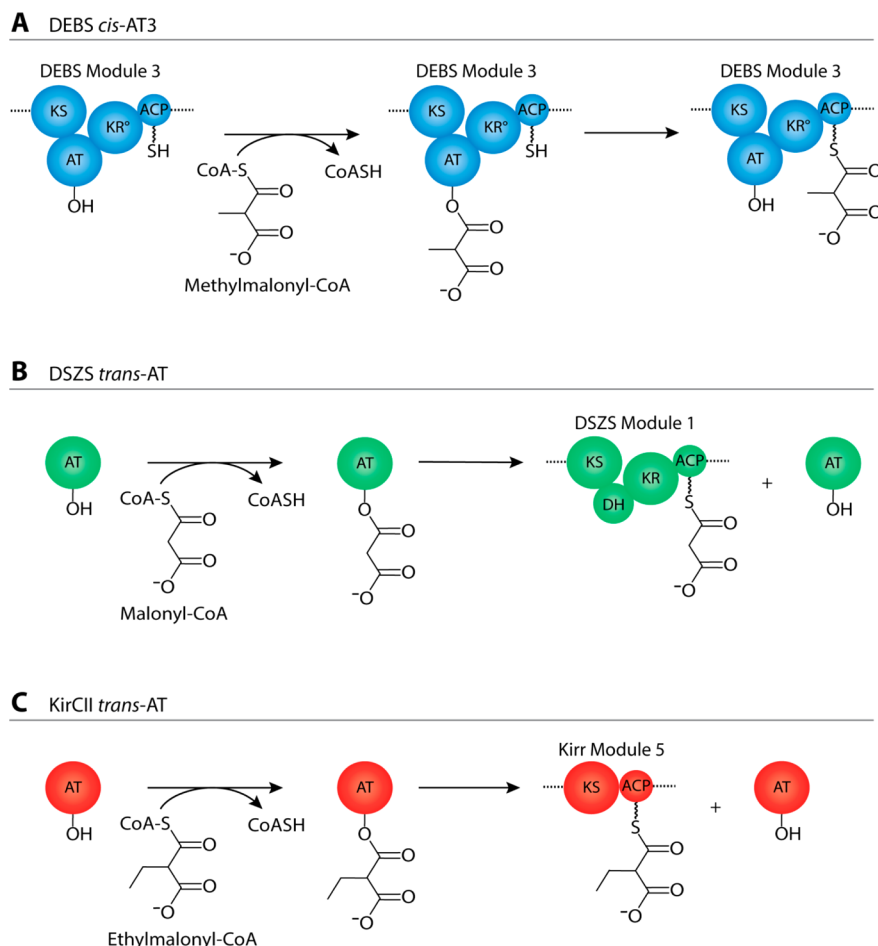 A DEBS cis-AT3
DEBS Module 3 DEBS Module 3 DEBS Module 3
KS ACP KS ACP KS ACP
KR° KR° KR°
AT SH AT SH AT S
CoA-S CoASH
OH O O OH O
O O O
⁻O ⁻O ⁻O
Methylmalonyl-CoA
B DSZS trans-AT
DSZS Module 1
AT AT KS KR ACP AT
DH
OH CoA-S CoASH O S + OH
O O O
O O O
⁻O ⁻O ⁻O
Malonyl-CoA
C KirCII trans-AT
Kirr Module 5
AT AT KS ACP AT
OH CoA-S CoASH O S + OH
O O O
O O O
⁻O ⁻O ⁻O
Ethylmalonyl-CoA